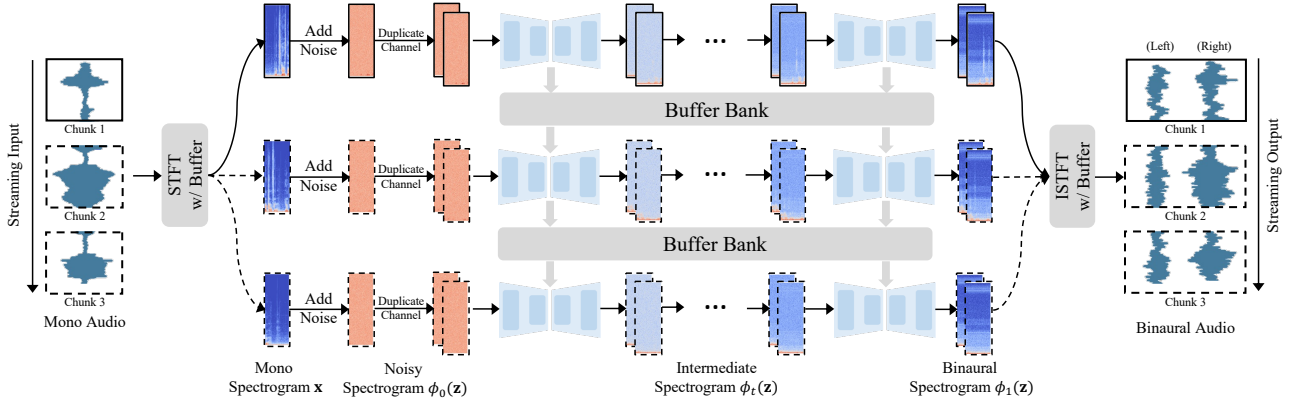 Streaming Input
Chunk 1
Chunk 2
Chunk 3
Mono Audio
STFT
w/ Buffer
Add
Noise
Duplicate
Channel
...
Buffer Bank
Add
Noise
Duplicate
Channel
...
Buffer Bank
Add
Noise
Duplicate
Channel
...
Mono
Spectrogram x
Noisy
Spectrogram ϕ₀(z)
Intermediate
Spectrogram ϕₜ(z)
Binaural
Spectrogram ϕ₁(z)
ISTFT
w/ Buffer
(Left) (Right)
Chunk 1
Chunk 2
Chunk 3
Binaural Audio
Streaming Output